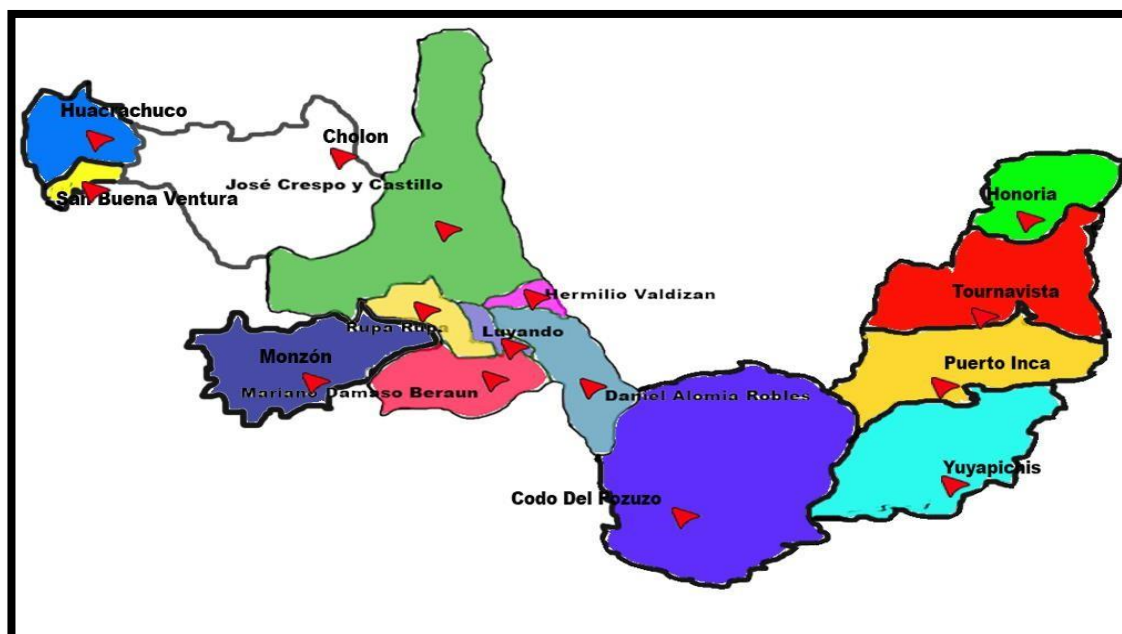 Huacrachuco
Cholon
José Crespo y Castillo
San Buena Ventura
Honoria
Hermilio Valdizan
Tournavista
Rupa Rupa
Luyando
Monzón
Puerto Inca
Mariano Damaso Beraun
Daniel Alomia Robles
Yuyapichis
Codo Del Pozuzo